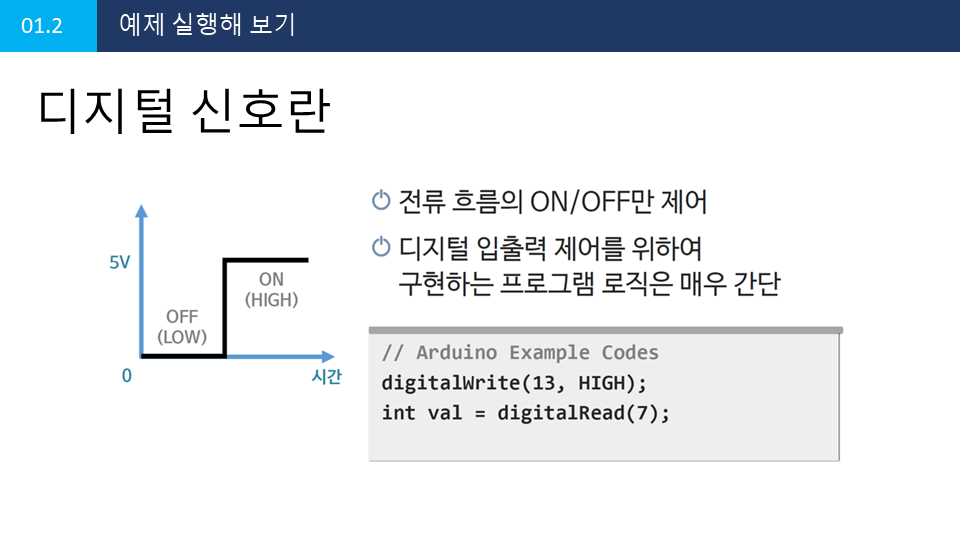 01.2
예제 실행해 보기
디지털 신호란
5V
OFF
(LOW)
ON
(HIGH)
0
시간
전류 흐름의 ON/OFF만 제어
디지털 입출력 제어를 위하여
구현하는 프로그램 로직은 매우 간단
// Arduino Example Codes
digitalWrite(13, HIGH);
int val = digitalRead(7);